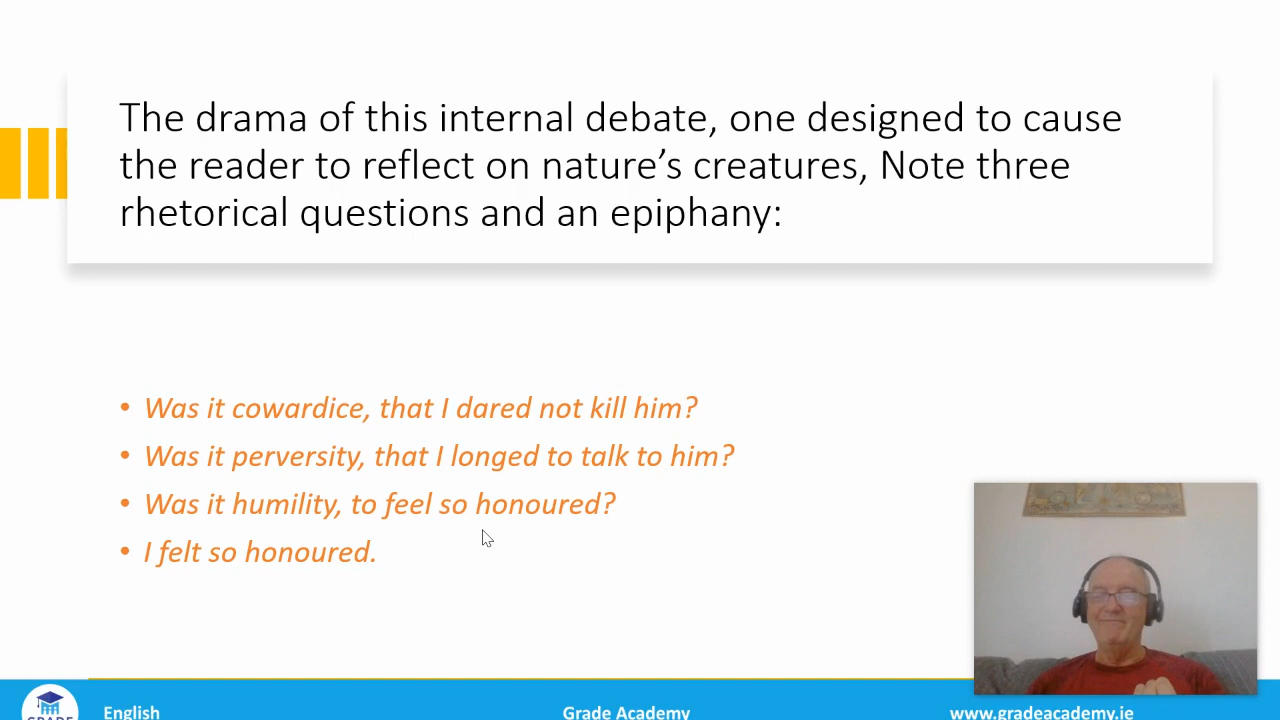 The drama of this internal debate, one designed to cause
the reader to reflect on nature’s creatures, Note three
rhetorical questions and an epiphany:
• Was it cowardice, that I dared not kill him?
• Was it perversity, that I longed to talk to him?
• Was it humility, to feel so honoured?
• I felt so honoured.
GRADE
English
Grade Academy
www.gradeacademy.ie